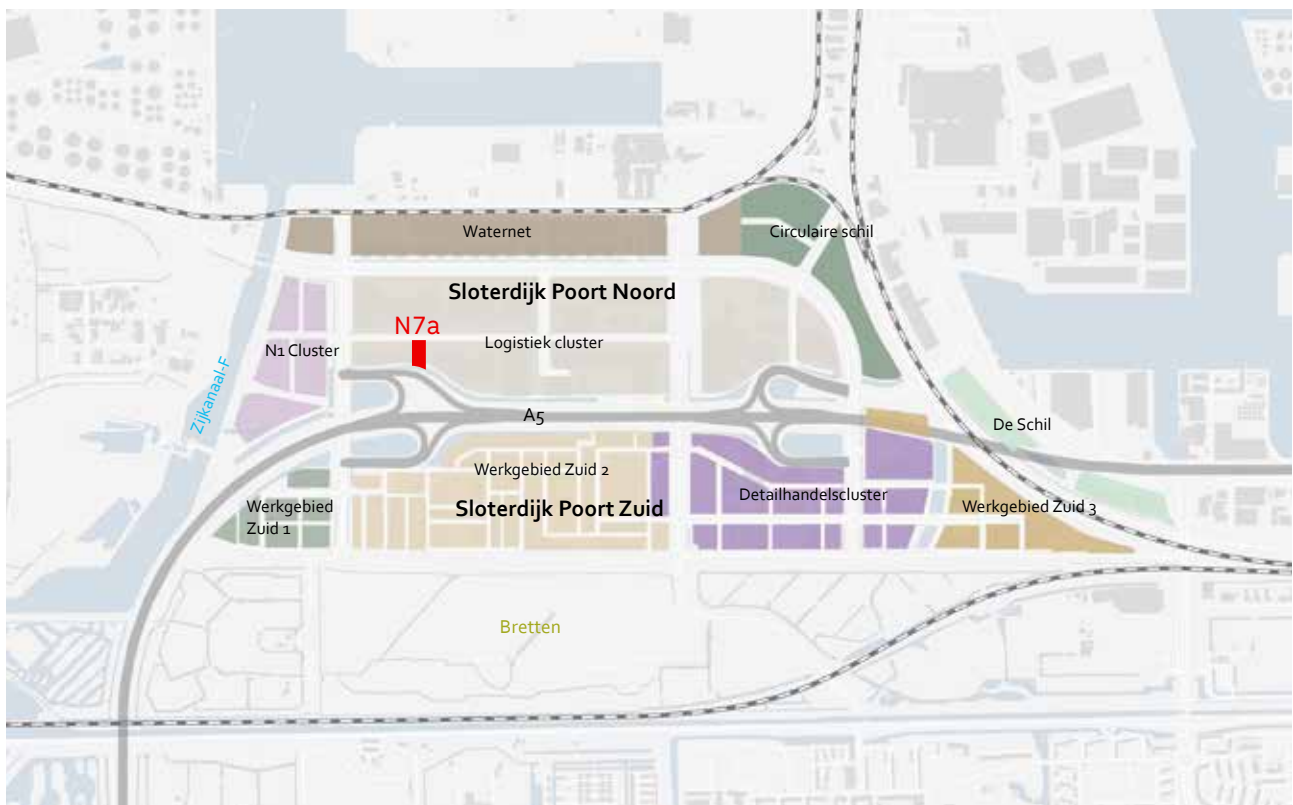 Waternet
Circulaire schil
Sloterdijk Poort Noord
N7a
Logistiek cluster
N1 Cluster
Zijkanaal-F
A5
De Schil
Werkgebied Zuid 2
Detailhandelscluster
Werkgebied
Zuid 1
Sloterdijk Poort Zuid
Werkgebied Zuid 3
Bretten